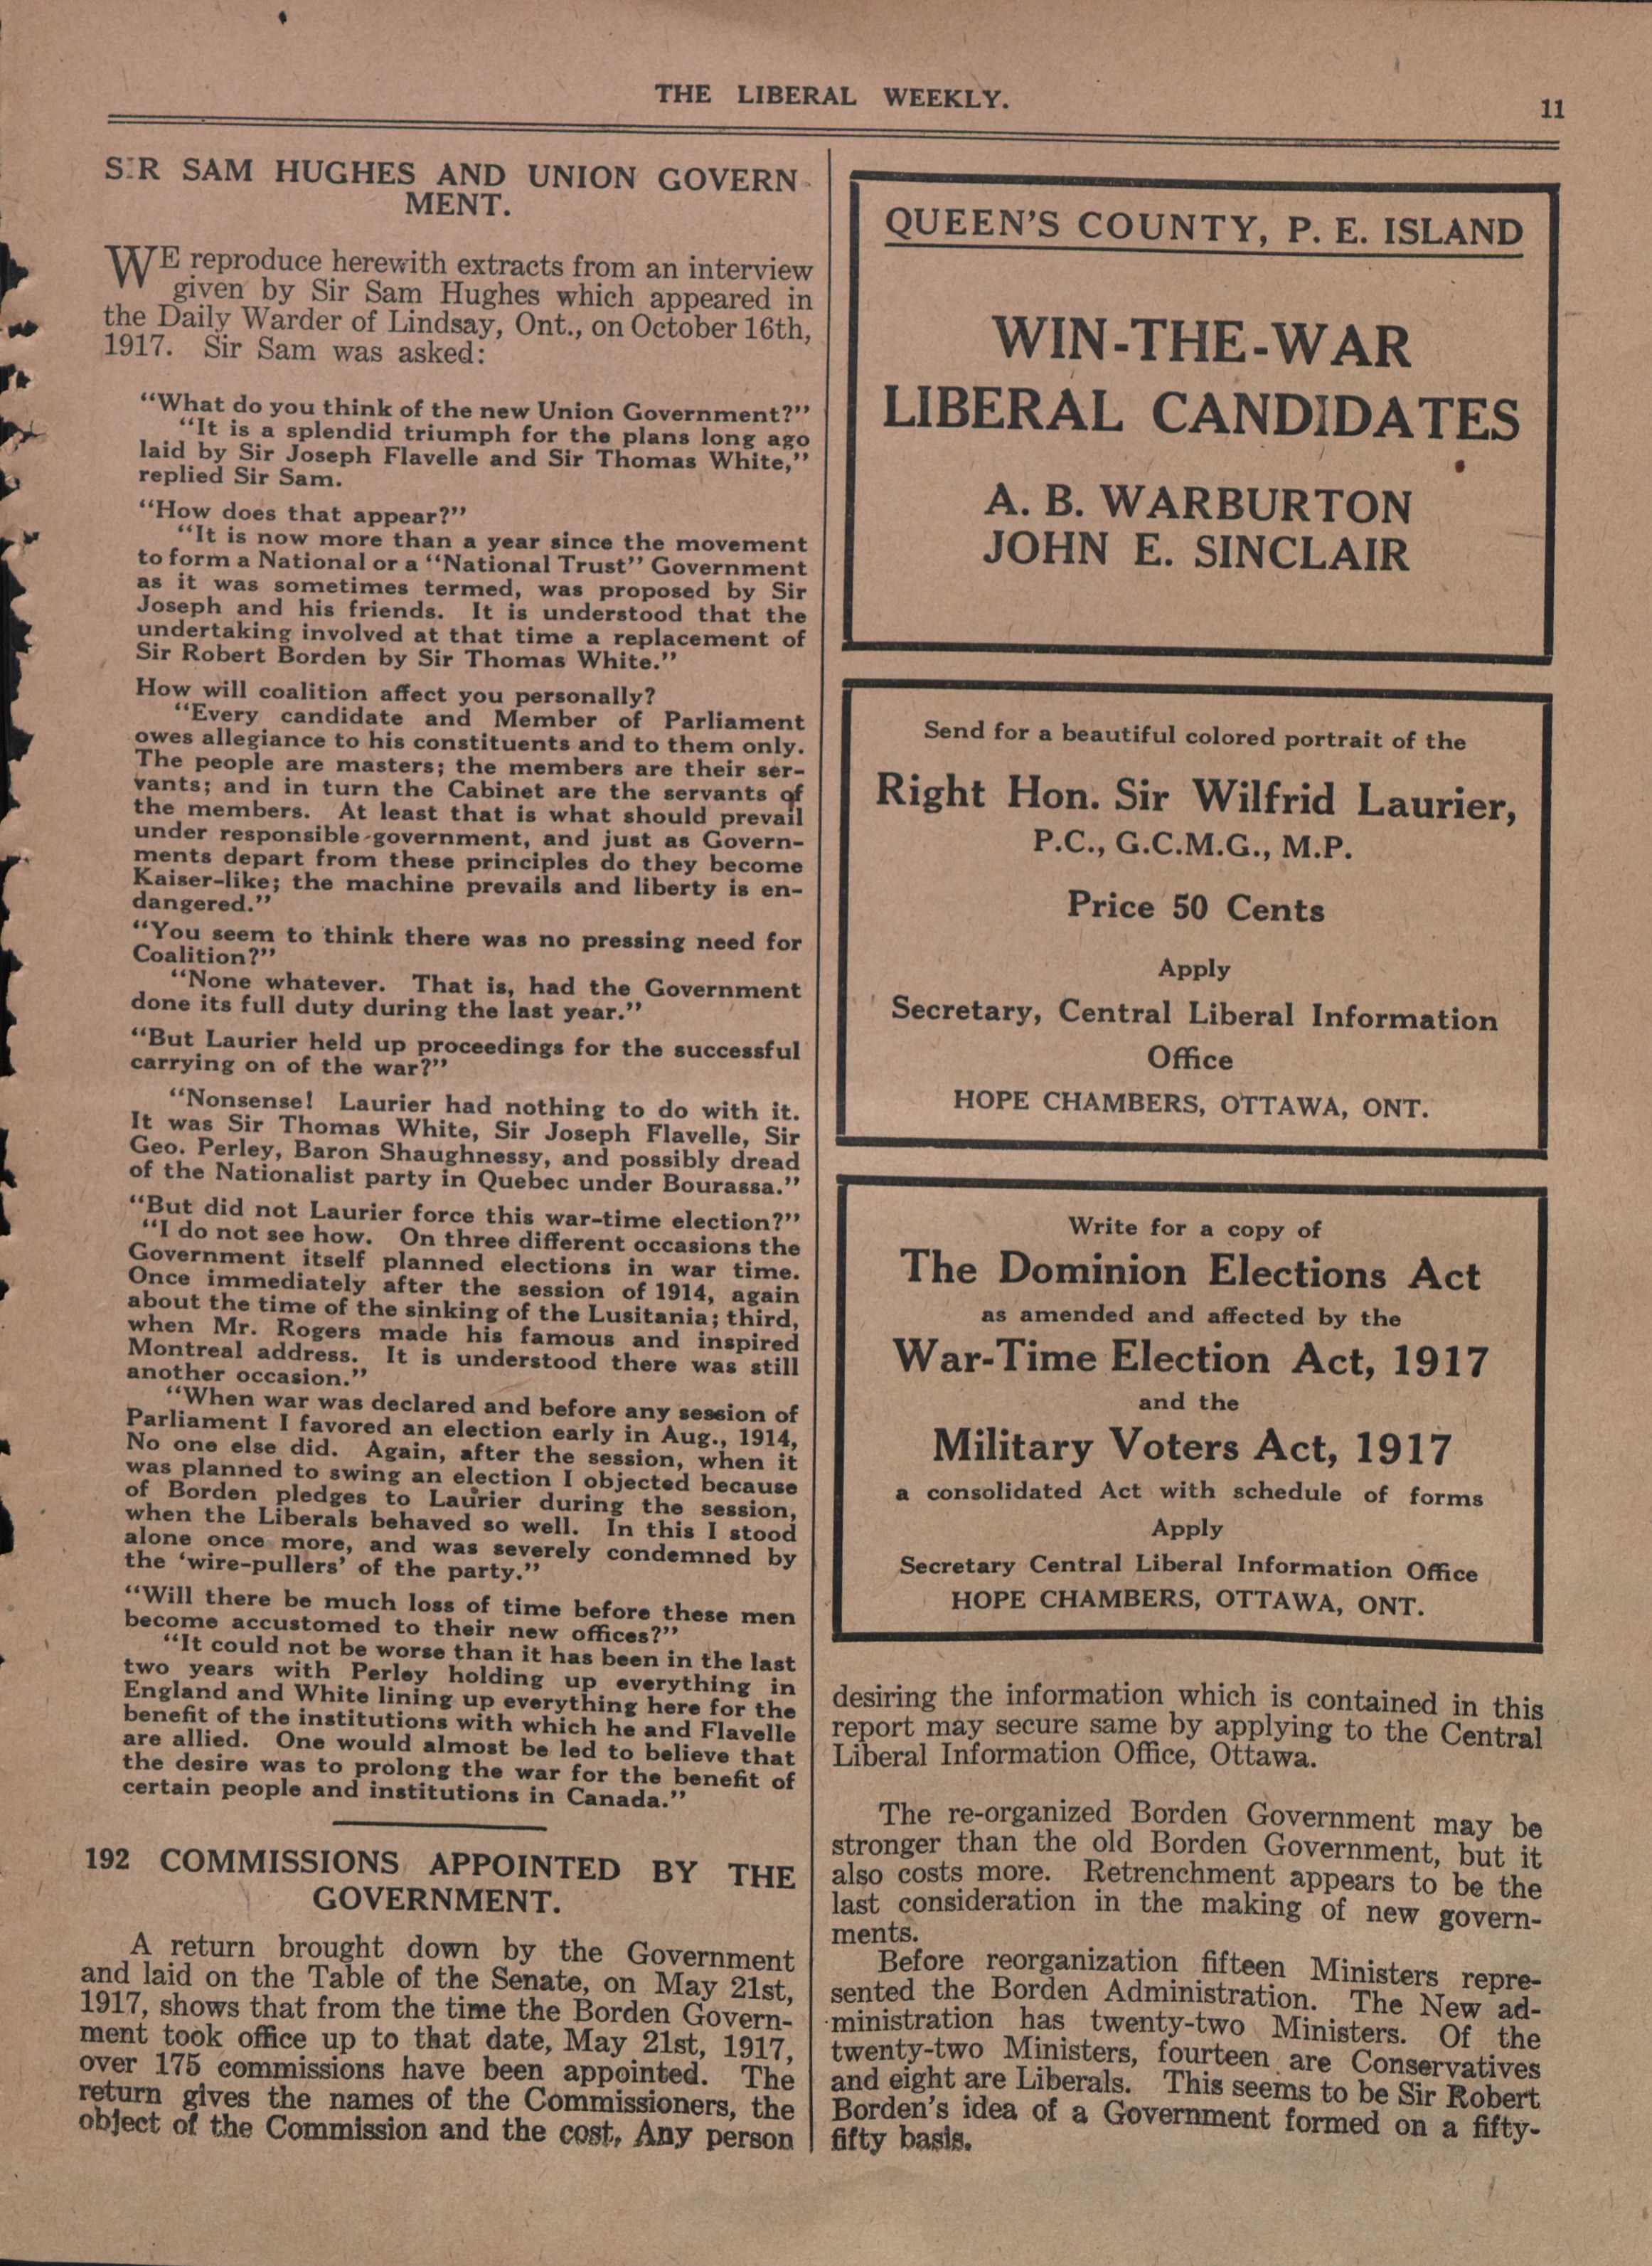 THE LIBERAL WEEKLY.
11
SIR SAM HUGHES AND UNION GOVERN-
MENT.
WE reproduce herewith extracts from an interview
given by Sir Sam Hughes which appeared in
the Daily Warder of Lindsay, Ont., on October 16th,
1917. Sir Sam was asked:
"What do you think of the new Union Government?"
"It is a splendid triumph for the plans long ago
laid by Sir Joseph Flavelle and Sir Thomas White,"
replied Sir Sam.
"How does that appear?"
"It is now more than a year since the movement
to form a National or a "National Trust" Government
as it was sometimes termed, was proposed by Sir
Joseph and his friends. It is understood that the
undertaking involved at that time a replacement of
Sir Robert Borden by Sir Thomas White."
How will coalition affect you personally?
"Every candidate and Member of Parliament
owes allegiance to his constituents and to them only.
The people are masters; the members are their ser-
vants; and in turn the Cabinet are the servants of
the members. At least that is what should prevail
under responsible-government, and just as Govern-
ments depart from these principles do they become
Kaiser-like; the machine prevails and liberty is en-
dangered."
"You seem to think there was no pressing need for
Coalition?"
"None whatever. That is, had the Government
done its full duty during the last year."
"But Laurier held up proceedings for the successful
carrying on of the war?"
"Nonsense! Laurier had nothing to do with it.
It was Sir Thomas White, Sir Joseph Flavelle, Sir
Geo. Perley, Baron Shaughnessy, and possibly dread
of the Nationalist party in Quebec under Bourassa."
"But did not Laurier force this war-time election?"
"I do not see how. On three different occasions the
Government itself planned elections in war time.
Once immediately after the session of 1914, again
about the time of the sinking of the Lusitania; third,
when Mr. Rogers made his famous and inspired
Montreal address. It is understood there was still
another occasion."
"When war was declared and before any session of
Parliament I favored an election early in Aug., 1914,
No one else did. Again, after the session, when it
was planned to swing an election I objected because
of Borden pledges to Laurier during the session,
when the Liberals behaved so well. In this I stood
alone once more, and was severely condemned by
the 'wire-pullers' of the party."
"Will there be much loss of time before these men
become accustomed to their new offices?"
"It could not be worse than it has been in the last
two years with Perley holding up everything in
England and White lining up everything here for the
benefit of the institutions with which he and Flavelle
are allied. One would almost be led to believe that
the desire was to prolong the war for the benefit of
certain people and institutions in Canada."
192 COMMISSIONS APPOINTED BY THE
GOVERNMENT.
A return brought down by the Government
and laid on the Table of the Senate, on May 21st,
1917, shows that from the time the Borden Govern-
ment took office up to that date, May 21st, 1917,
over 175 commissions have been appointed. The
return gives the names of the Commissioners, the
object of the Commission and the cost. Any person
QUEEN'S COUNTY, P. E. ISLAND
WIN-THE-WAR
LIBERAL CANDIDATES
A. B. WARBURTON
JOHN E. SINCLAIR
Send for a beautiful colored portrait of the
Right Hon. Sir Wilfrid Laurier,
P.C., G.C.M.G., M.P.
Price 50 Cents
Apply
Secretary, Central Liberal Information
Office
HOPE CHAMBERS, OTTAWA, ONT.
Write for a copy of
The Dominion Elections Act
as amended and affected by the
War-Time Election Act, 1917
and the
Military Voters Act, 1917
a consolidated Act with schedule of forms
Apply
Secretary Central Liberal Information Office
HOPE CHAMBERS, OTTAWA, ONT.
desiring the information which is contained in this
report may secure same by applying to the Central
Liberal Information Office, Ottawa.
The re-organized Borden Government may be
stronger than the old Borden Government, but it
also costs more. Retrenchment appears to be the
last consideration in the making of new govern-
ments.
Before reorganization fifteen Ministers repre-
sented the Borden Administration. The New ad-
ministration has twenty-two Ministers. Of the
twenty-two Ministers, fourteen are Conservatives
and eight are Liberals. This seems to be Sir Robert
Borden's idea of a Government formed on a fifty-
fifty basis.